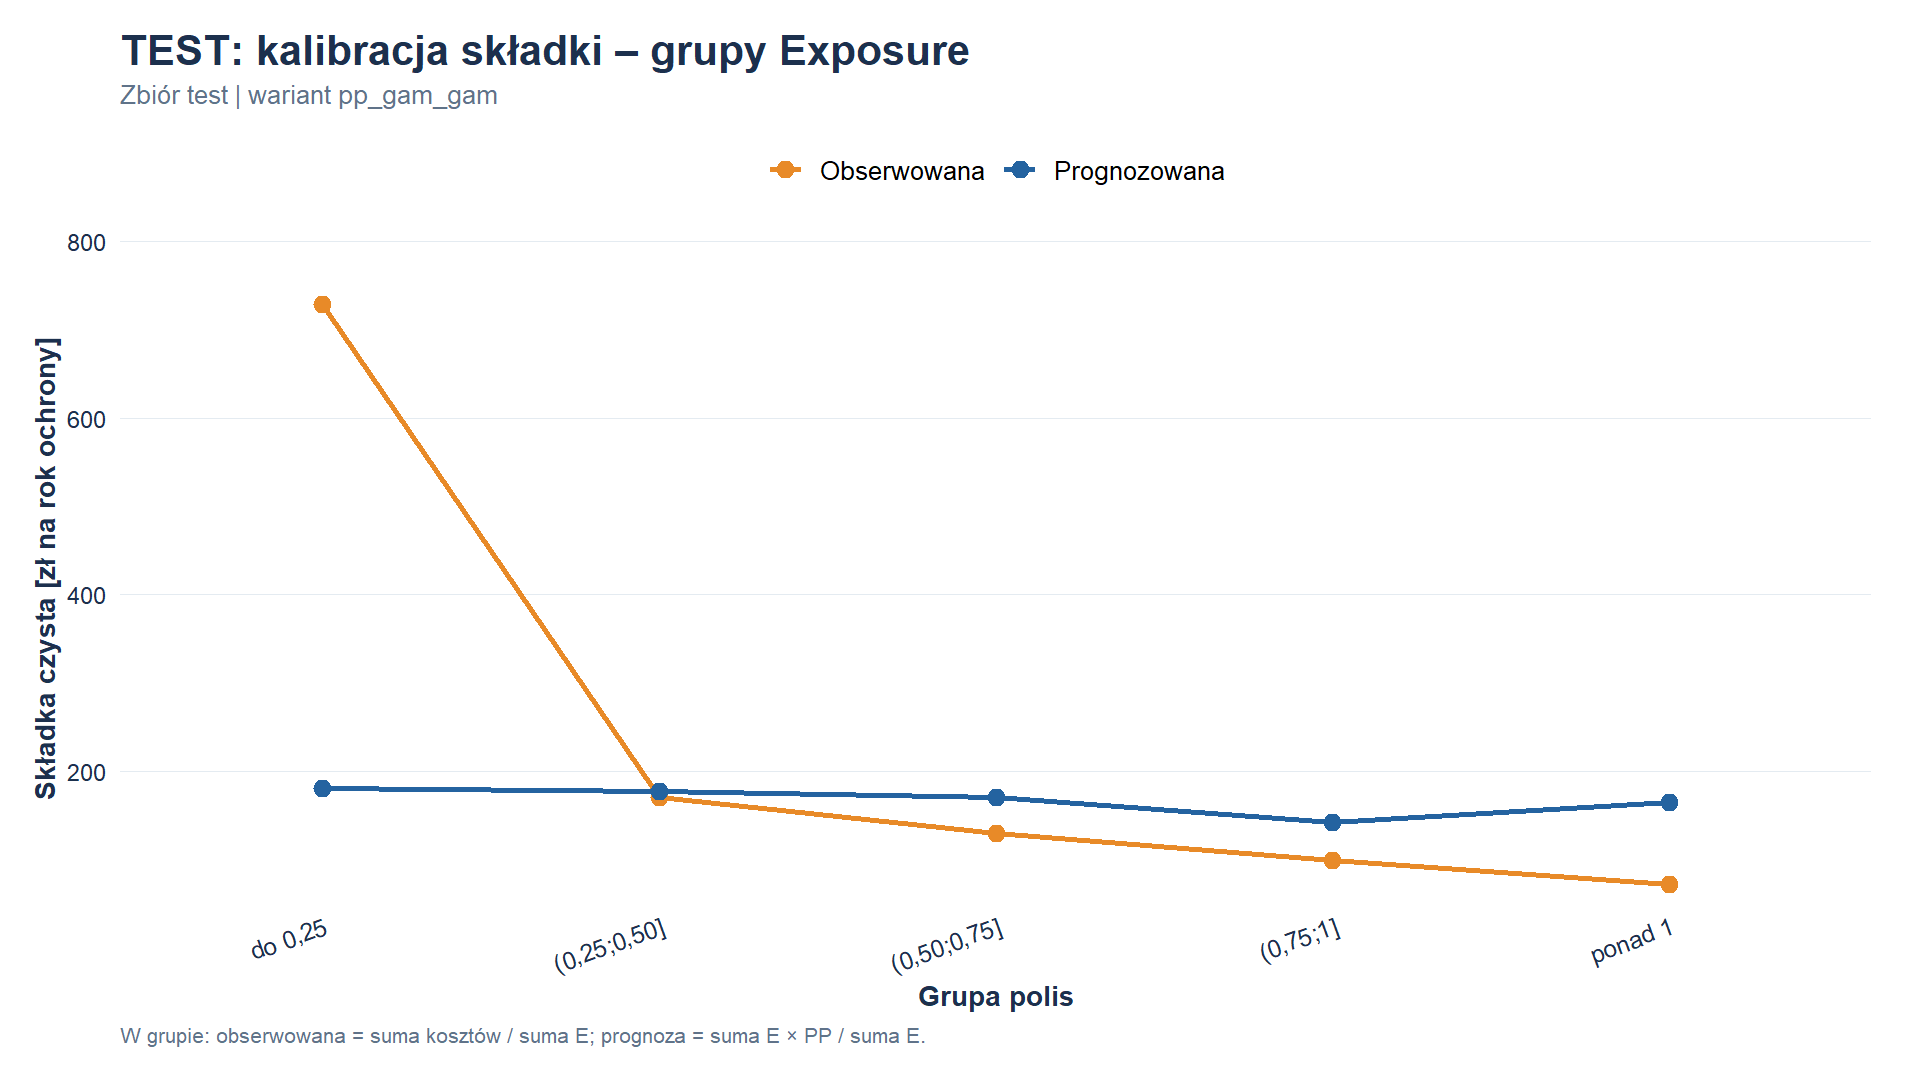 TEST: kalibracja składki – grupy Exposure
Zbiór test | wariant pp_gam_gam
Obserwowana
Prognozowana
Składka czysta [zł na rok ochrony]
800
600
400
200
do 0,25
(0,25;0,50]
(0,50;0,75]
(0,75;1]
ponad 1
Grupa polis
W grupie: obserwowana = suma kosztów / suma E; prognoza = suma E × PP / suma E.